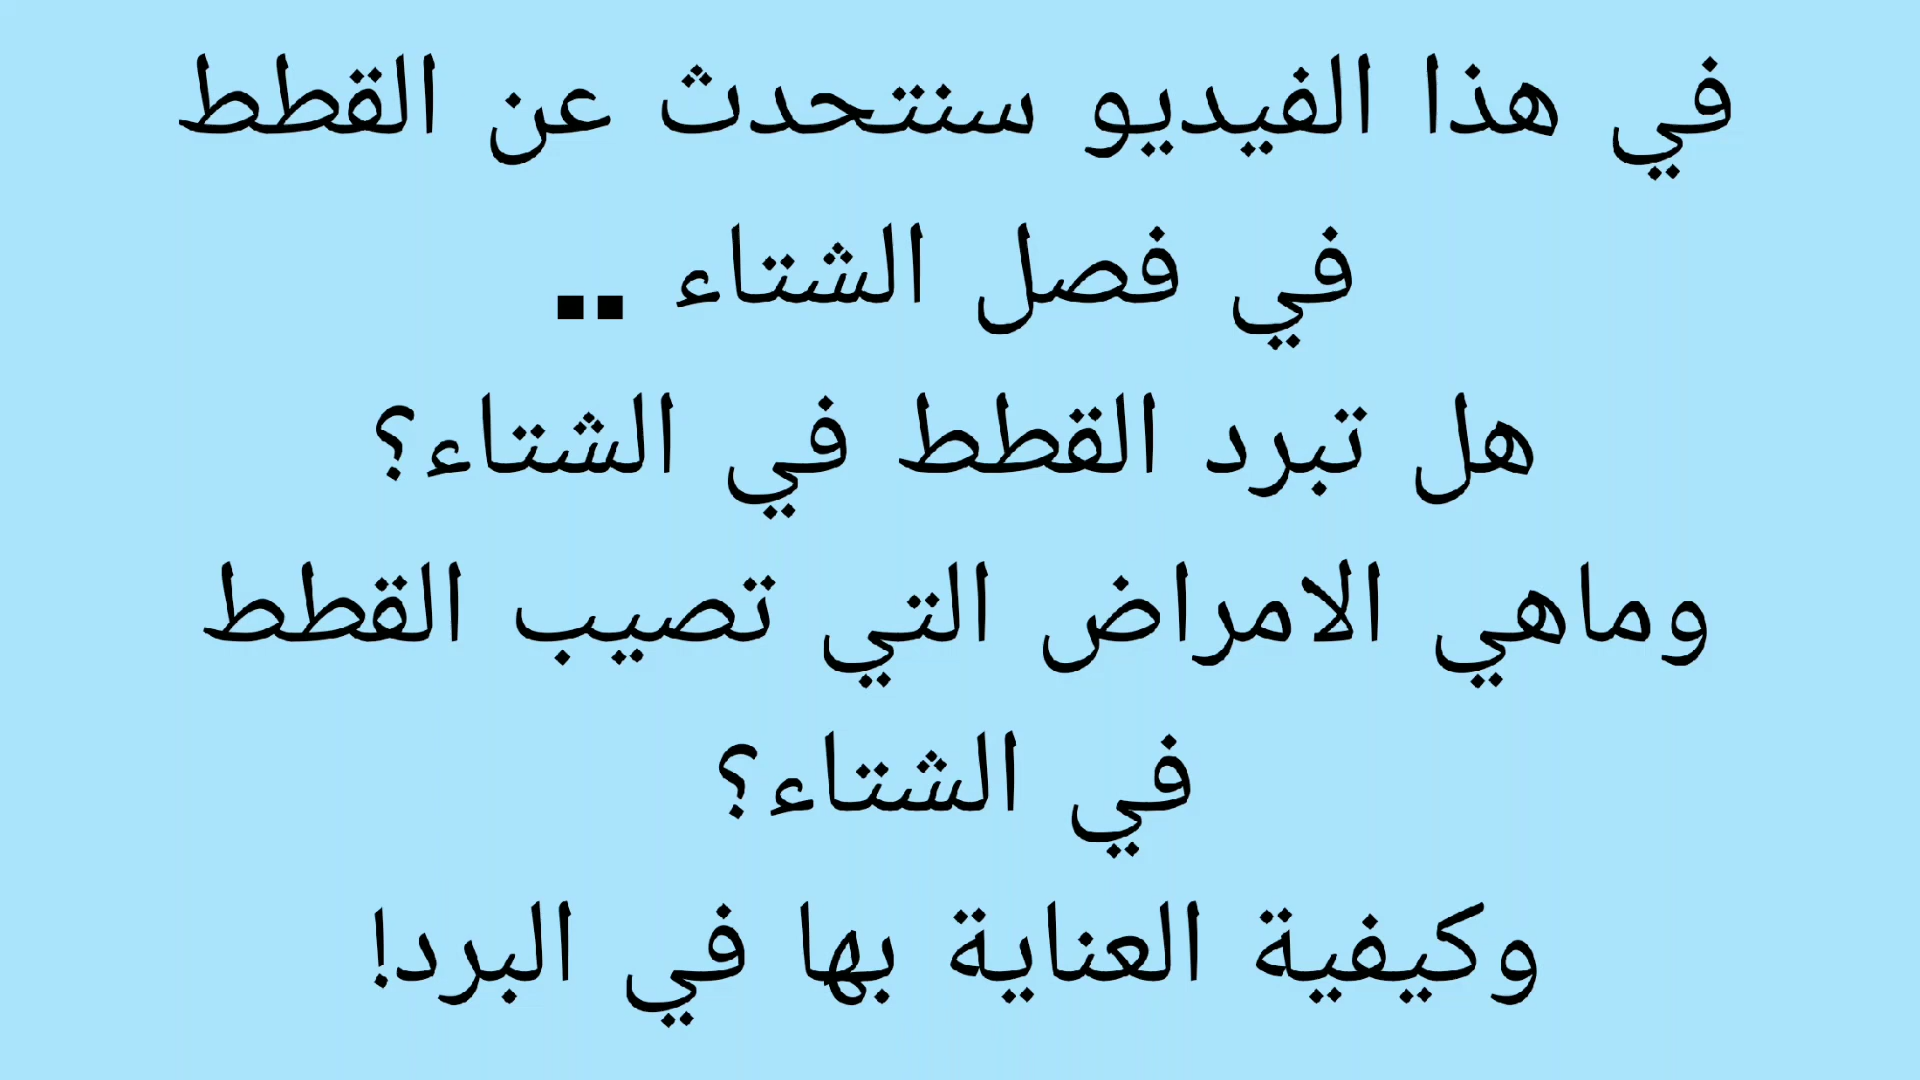 في هذا الفيديو سنتحدث عن القطط
في فصل الشتاء ..
هل تبرد القطط في الشتاء؟
وماهي الامراض التي تصيب القطط
في الشتاء؟
وكيفية العناية بها في البرد!